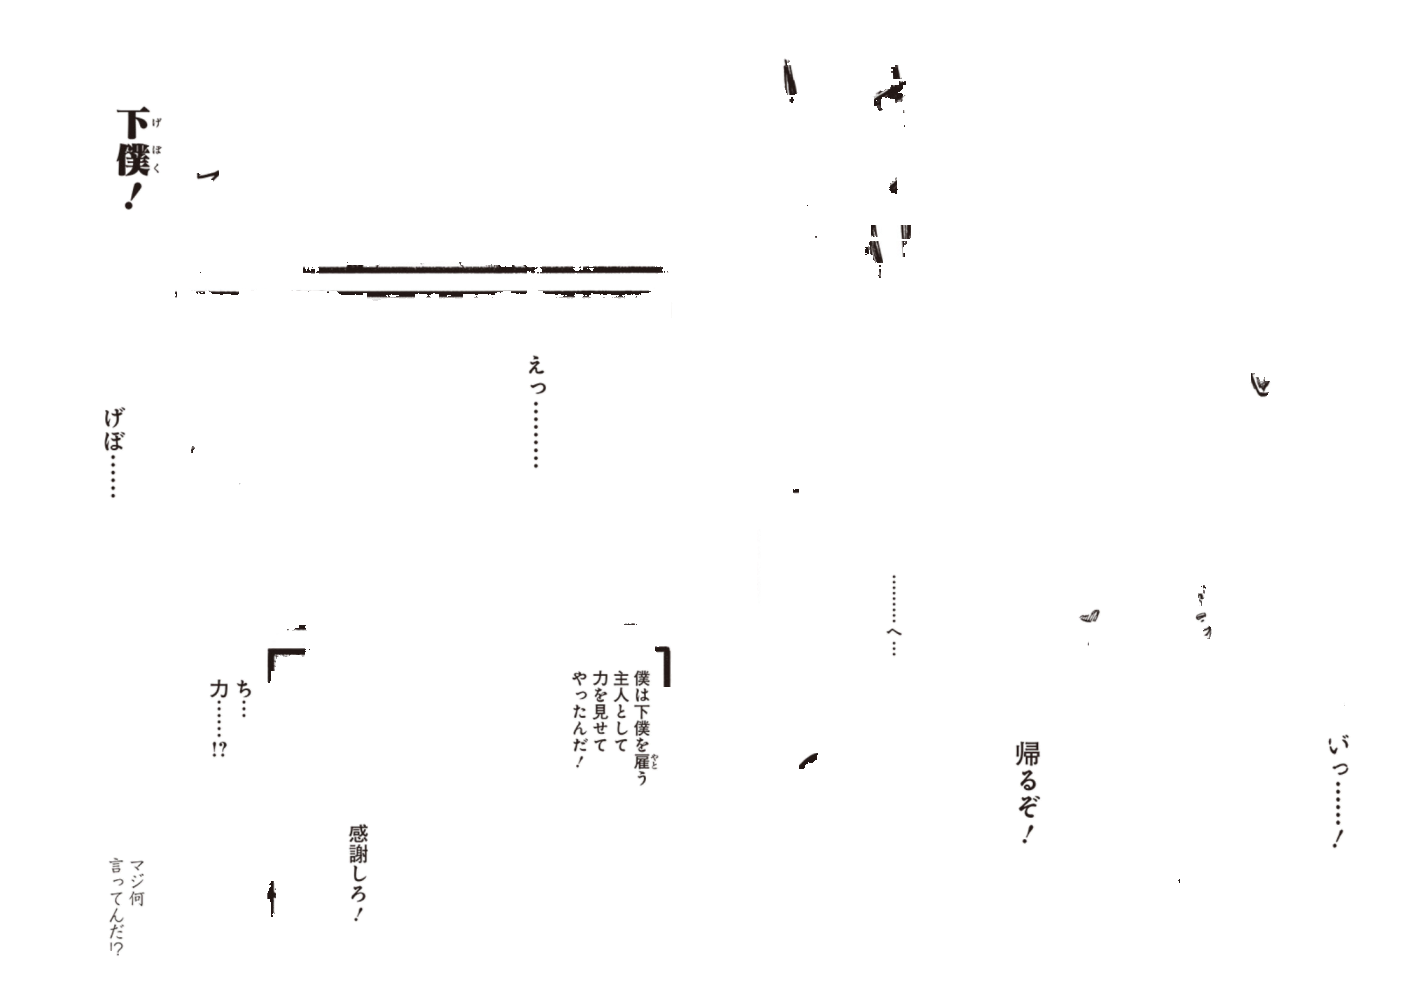 いっ……！
帰るぞ！
………へ…
下僕！
えっ………
げぼ……
僕は下僕を雇う
主人として
力を見せて
やったんだ！
感謝しろ！
ち…
力……!?
マジ何
言ってんだ!?